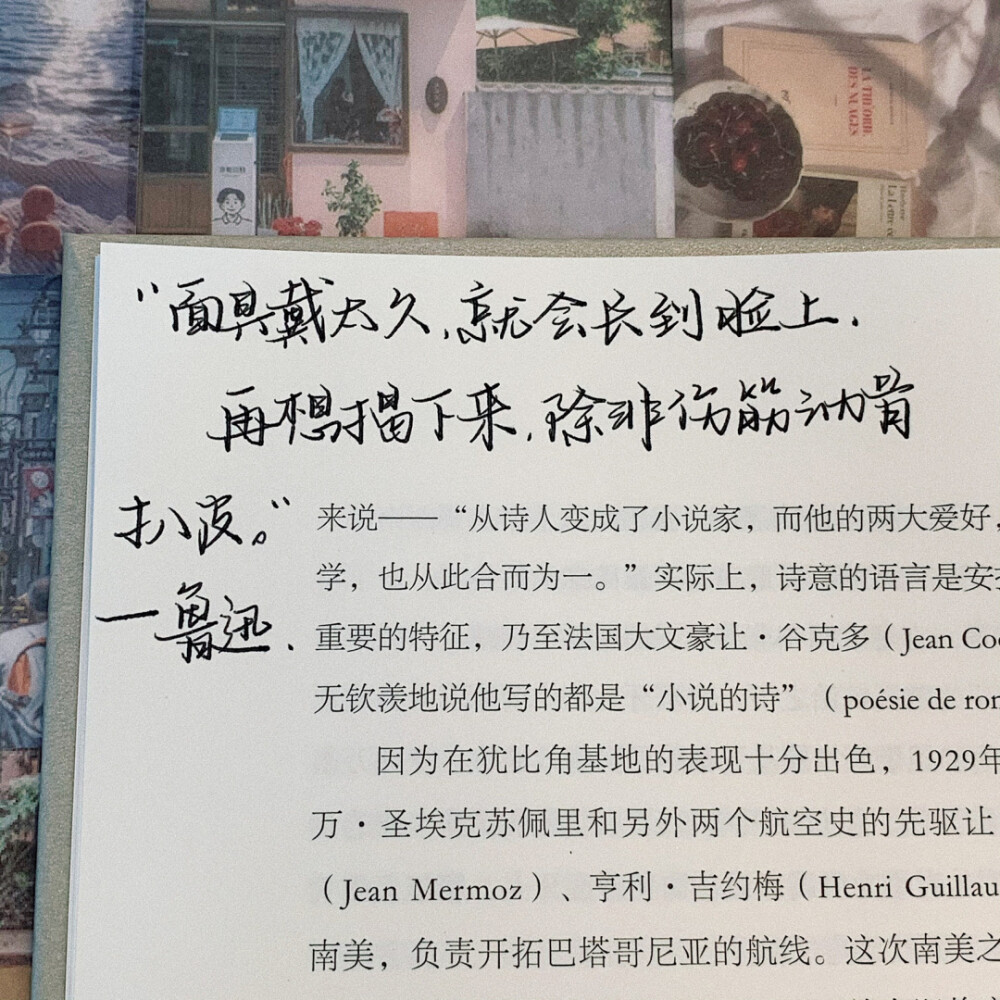 LA THÉORIE
DES NUAGES
“面具戴太久,就会长到脸上.
再想揭下来,除非伤筋动骨
扒皮。”
一鲁迅.
来说——“从诗人变成了小说家，而他的两大爱好，
学，也从此合而为一。”实际上，诗意的语言是安
重要的特征，乃至法国大文豪让·谷克多（Jean Coc
无钦羡地说他写的都是“小说的诗”（poésie de rom
因为在犹比角基地的表现十分出色，1929年
万·圣埃克苏佩里和另外两个航空史的先驱让
（Jean Mermoz）、亨利·吉约梅（Henri Guillau
南美，负责开拓巴塔哥尼亚的航线。这次南美之